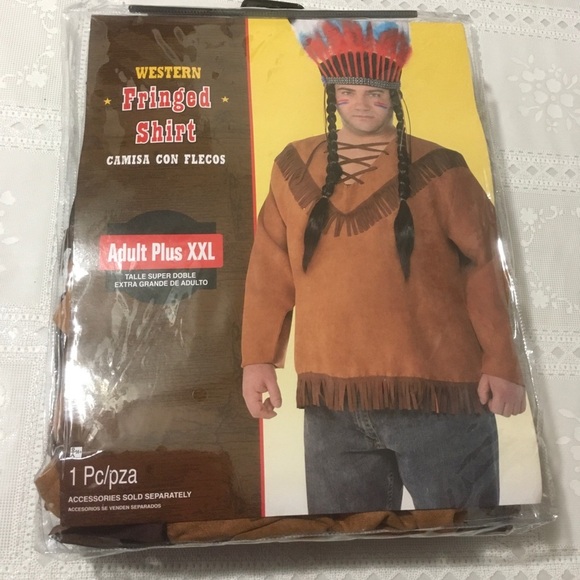 WESTERN
Fringed
Shirt
CAMISA CON FLECOS
Adult Plus XXL
TALLE SUPER DOBLE
EXTRA GRANDE DE ADULTO
1 Pc/pza
ACCESSORIES SOLD SEPARATELY
ACCESORIOS SE VENDEN SEPARADOS